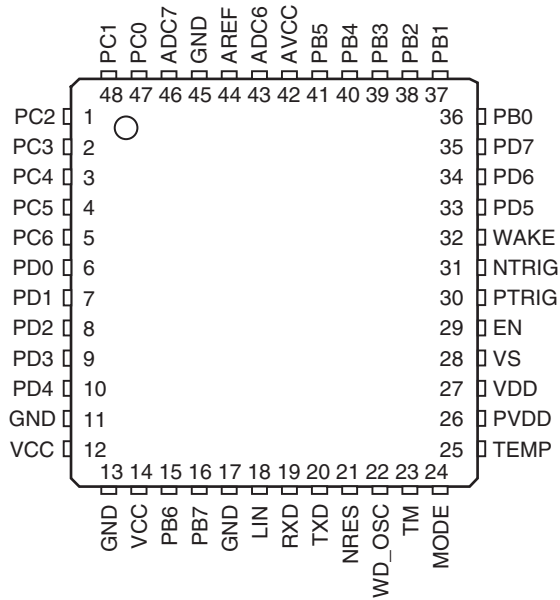 PC1 PC0 ADC7 GND AREF ADC6 AVCC PB5 PB4 PB3 PB2 PB1
48 47 46 45 44 43 42 41 40 39 38 37
PC2 1 36 PB0
PC3 2 35 PD7
PC4 3 34 PD6
PC5 4 33 PD5
PC6 5 32 WAKE
PD0 6 31 NTRIG
PD1 7 30 PTRIG
PD2 8 29 EN
PD3 9 28 VS
PD4 10 27 VDD
GND 11 26 PVDD
VCC 12 25 TEMP
13 14 15 16 17 18 19 20 21 22 23 24
GND VCC PB6 PB7 GND LIN RXD TXD NRES WD_OSC TM MODE